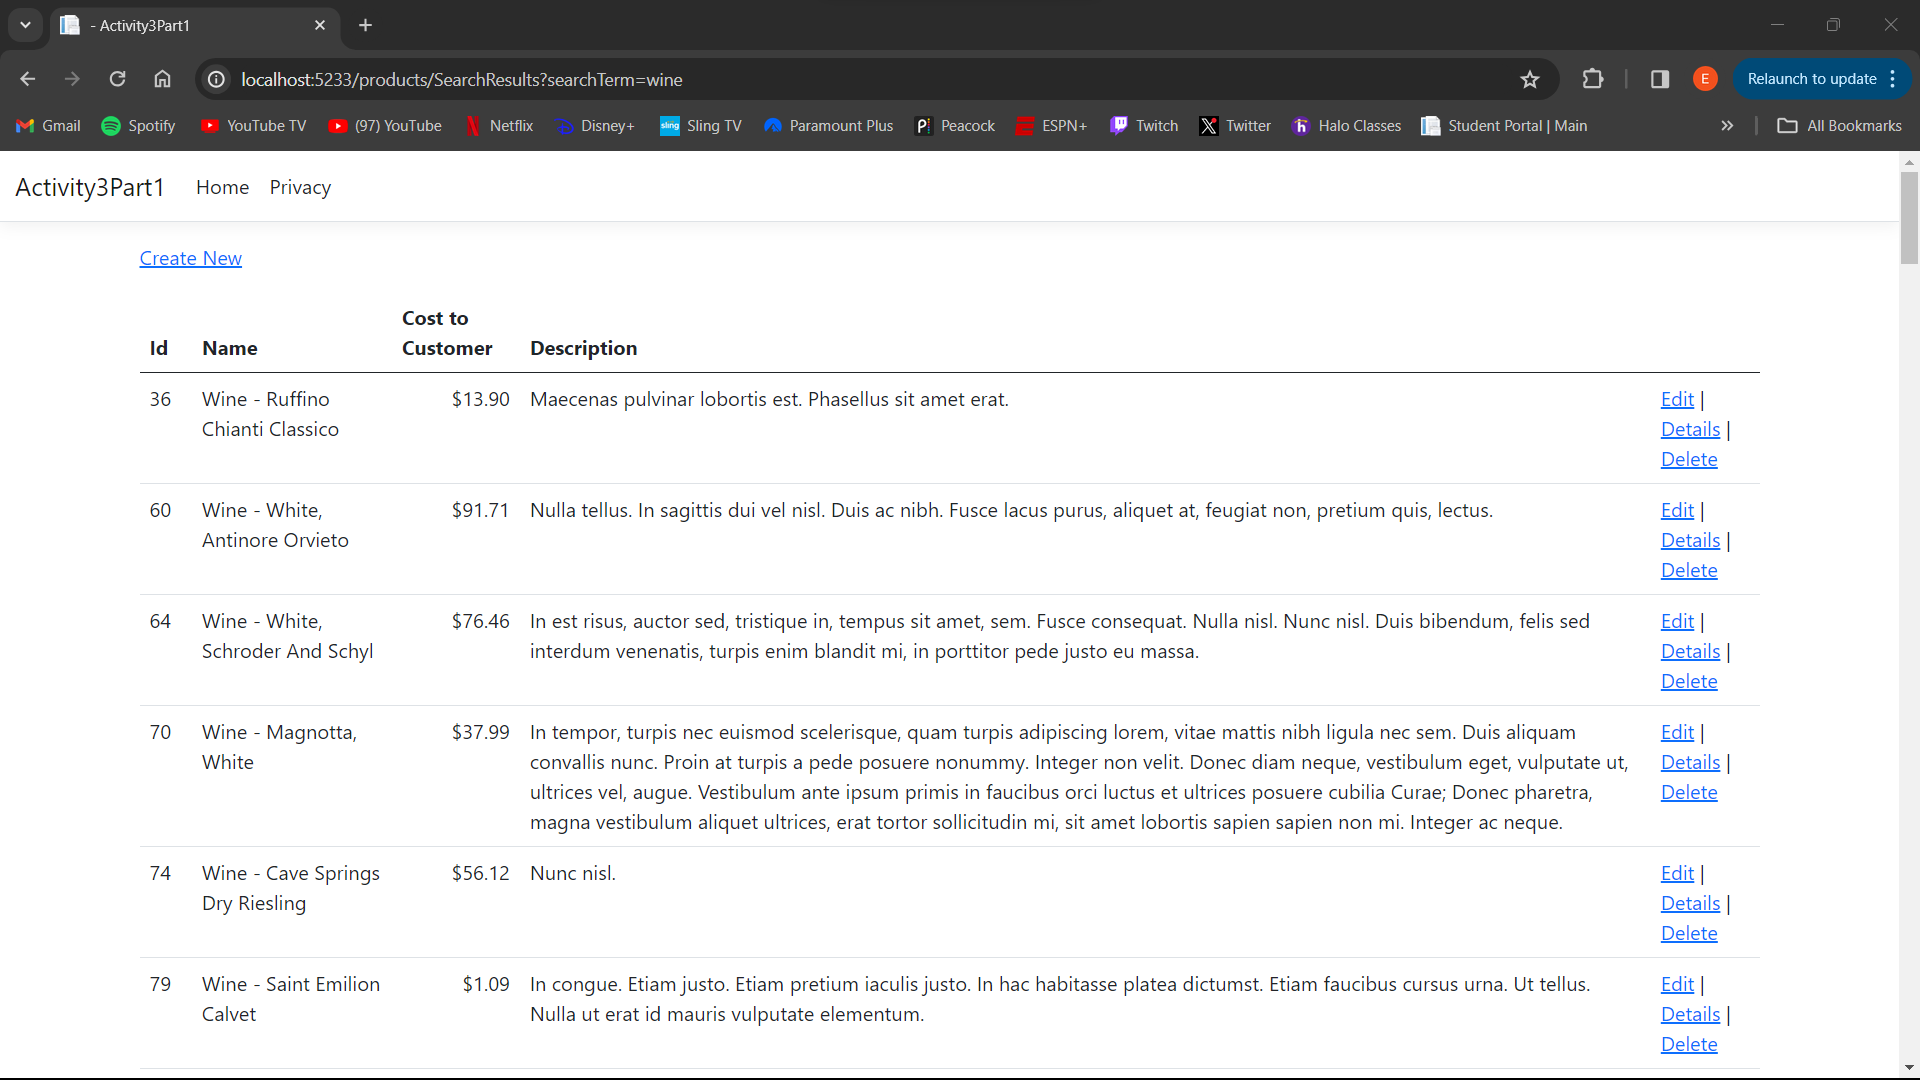 - Activity3Part1
localhost:5233/products/SearchResults?searchTerm=wine
E
Relaunch to update
Gmail Spotify YouTube TV (97) YouTube Netflix Disney+ sling Sling TV Paramount Plus Peacock ESPN+ Twitch Twitter Halo Classes Student Portal | Main All Bookmarks
Activity3Part1 Home Privacy
Create New
Cost to
Id Name Customer Description
36 Wine - Ruffino $13.90 Maecenas pulvinar lobortis est. Phasellus sit amet erat. Edit |
Chianti Classico Details |
Delete
60 Wine - White, $91.71 Nulla tellus. In sagittis dui vel nisl. Duis ac nibh. Fusce lacus purus, aliquet at, feugiat non, pretium quis, lectus. Edit |
Antinore Orvieto Details |
Delete
64 Wine - White, $76.46 In est risus, auctor sed, tristique in, tempus sit amet, sem. Fusce consequat. Nulla nisl. Nunc nisl. Duis bibendum, felis sed Edit |
Schroder And Schyl interdum venenatis, turpis enim blandit mi, in porttitor pede justo eu massa. Details |
Delete
70 Wine - Magnotta, $37.99 In tempor, turpis nec euismod scelerisque, quam turpis adipiscing lorem, vitae mattis nibh ligula nec sem. Duis aliquam Edit |
White convallis nunc. Proin at turpis a pede posuere nonummy. Integer non velit. Donec diam neque, vestibulum eget, vulputate ut, Details |
ultrices vel, augue. Vestibulum ante ipsum primis in faucibus orci luctus et ultrices posuere cubilia Curae; Donec pharetra, Delete
magna vestibulum aliquet ultrices, erat tortor sollicitudin mi, sit amet lobortis sapien sapien non mi. Integer ac neque.
74 Wine - Cave Springs $56.12 Nunc nisl. Edit |
Dry Riesling Details |
Delete
79 Wine - Saint Emilion $1.09 In congue. Etiam justo. Etiam pretium iaculis justo. In hac habitasse platea dictumst. Etiam faucibus cursus urna. Ut tellus. Edit |
Calvet Nulla ut erat id mauris vulputate elementum. Details |
Delete